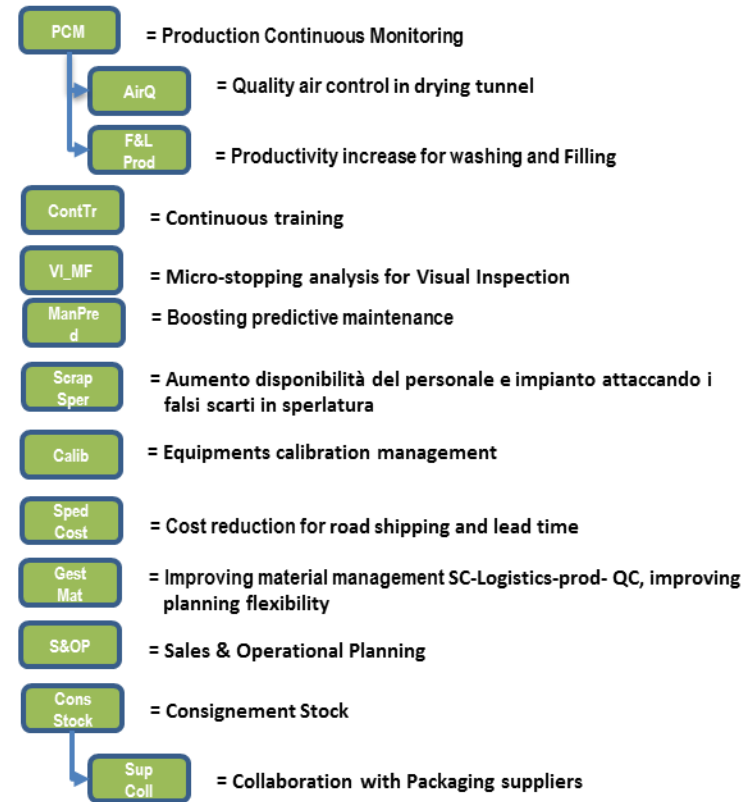 PCM = Production Continuous Monitoring
AirQ = Quality air control in drying tunnel
F&L
Prod = Productivity increase for washing and Filling
ContTr = Continuous training
VI_MF = Micro-stopping analysis for Visual Inspection
ManPre
d = Boosting predictive maintenance
Scrap
Sper = Aumento disponibilità del personale e impianto attaccando i
falsi scarti in sperlatura
Calib = Equipments calibration management
Sped
Cost = Cost reduction for road shipping and lead time
Gest
Mat = Improving material management SC-Logistics-prod- QC, improving
planning flexibility
S&OP = Sales & Operational Planning
Cons
Stock = Consignement Stock
Sup
Coll = Collaboration with Packaging suppliers